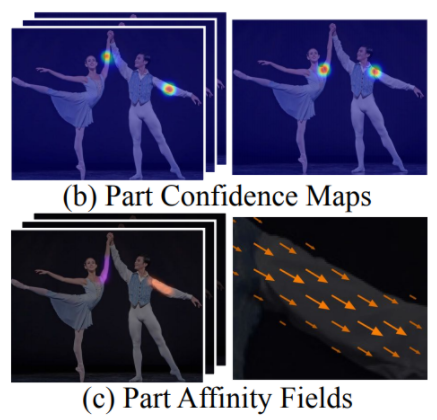 (b) Part Confidence Maps
(c) Part Affinity Fields